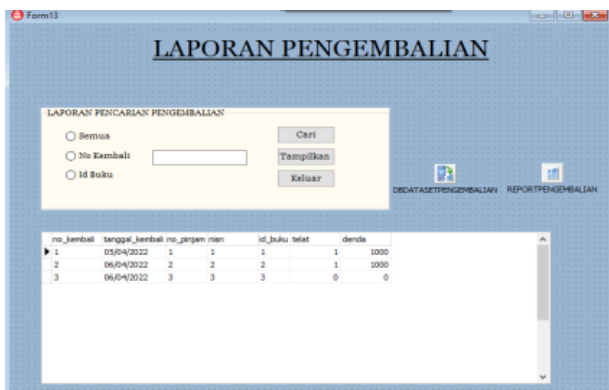 Form13
LAPORAN PENGEMBALIAN
LAPORAN PENCARIAN PENGEMBALIAN
Semua
Cari
No Kembali
Tampilkan
Id Buku
Keluar
DBDATASETPENGEMBALIAN REPORTPENGEMBALIAN
no_kembali tanggal_kembali no_pinjam nisn id_buku telat denda
1 05/04/2022 1 1 1 1 1000
2 06/04/2022 2 2 2 1 1000
3 06/04/2022 3 3 3 0 0